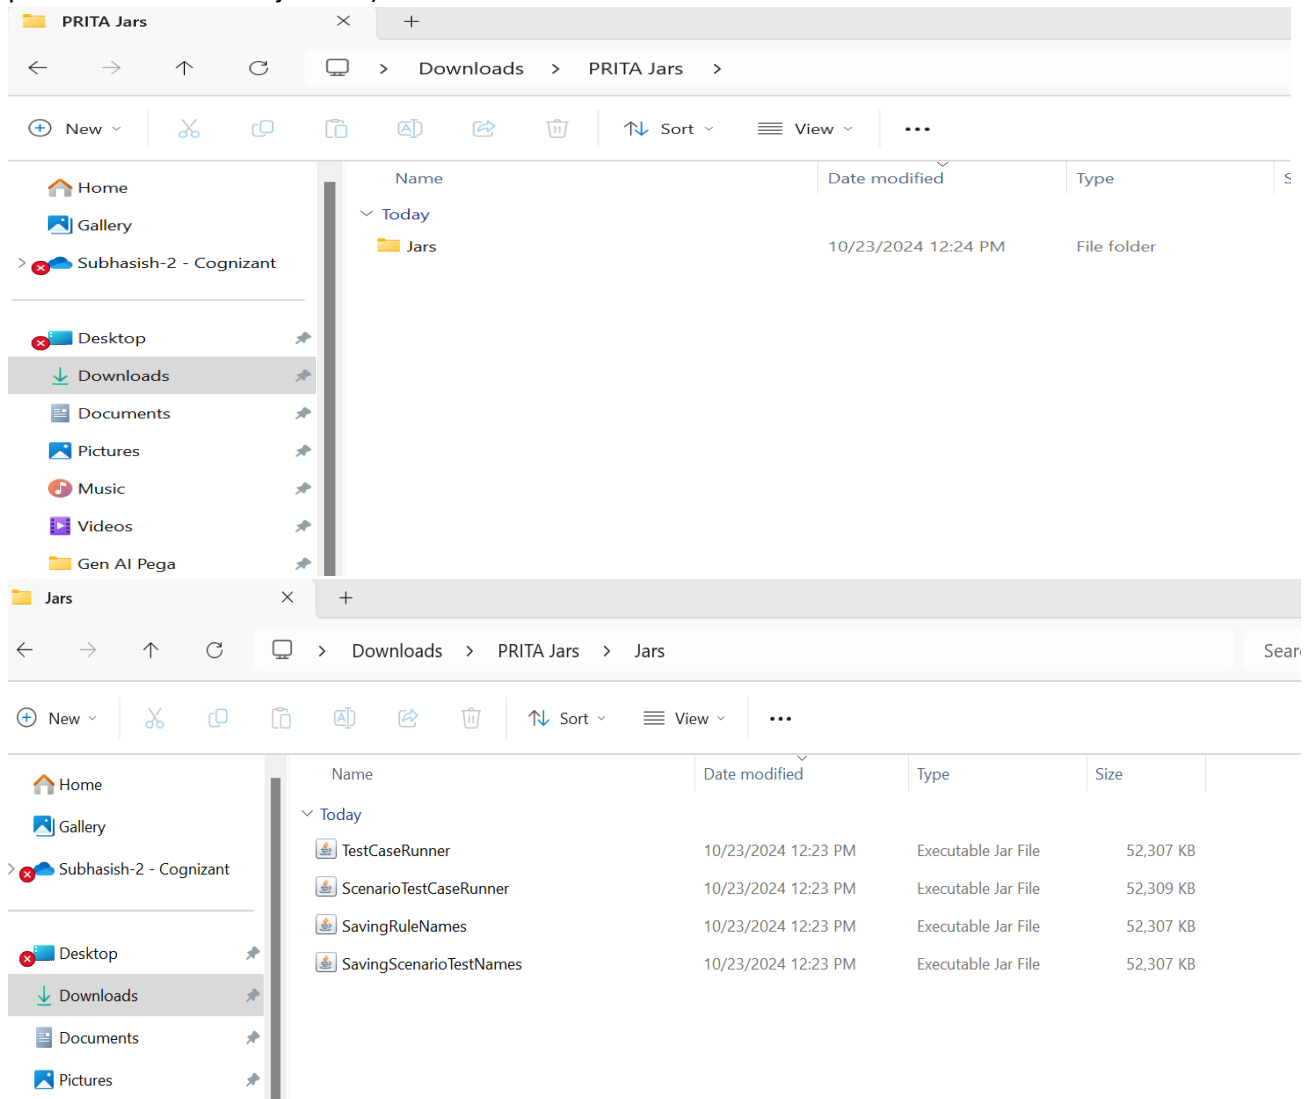 PRITA Jars
Downloads > PRITA Jars >
New
Sort
View
Name Date modified Type
Home
Today
Gallery
Jars 10/23/2024 12:24 PM File folder
Subhasish-2 - Cognizant
Desktop
Downloads
Documents
Pictures
Music
Videos
Gen AI Pega
Jars
> Downloads > PRITA Jars > Jars
New
Sort
View
Name Date modified Type Size
Home
Today
Gallery
TestCaseRunner 10/23/2024 12:23 PM Executable Jar File 52,307 KB
Subhasish-2 - Cognizant
ScenarioTestCaseRunner 10/23/2024 12:23 PM Executable Jar File 52,309 KB
SavingRuleNames 10/23/2024 12:23 PM Executable Jar File 52,307 KB
Desktop
SavingScenarioTestNames 10/23/2024 12:23 PM Executable Jar File 52,307 KB
Downloads
Documents
Pictures